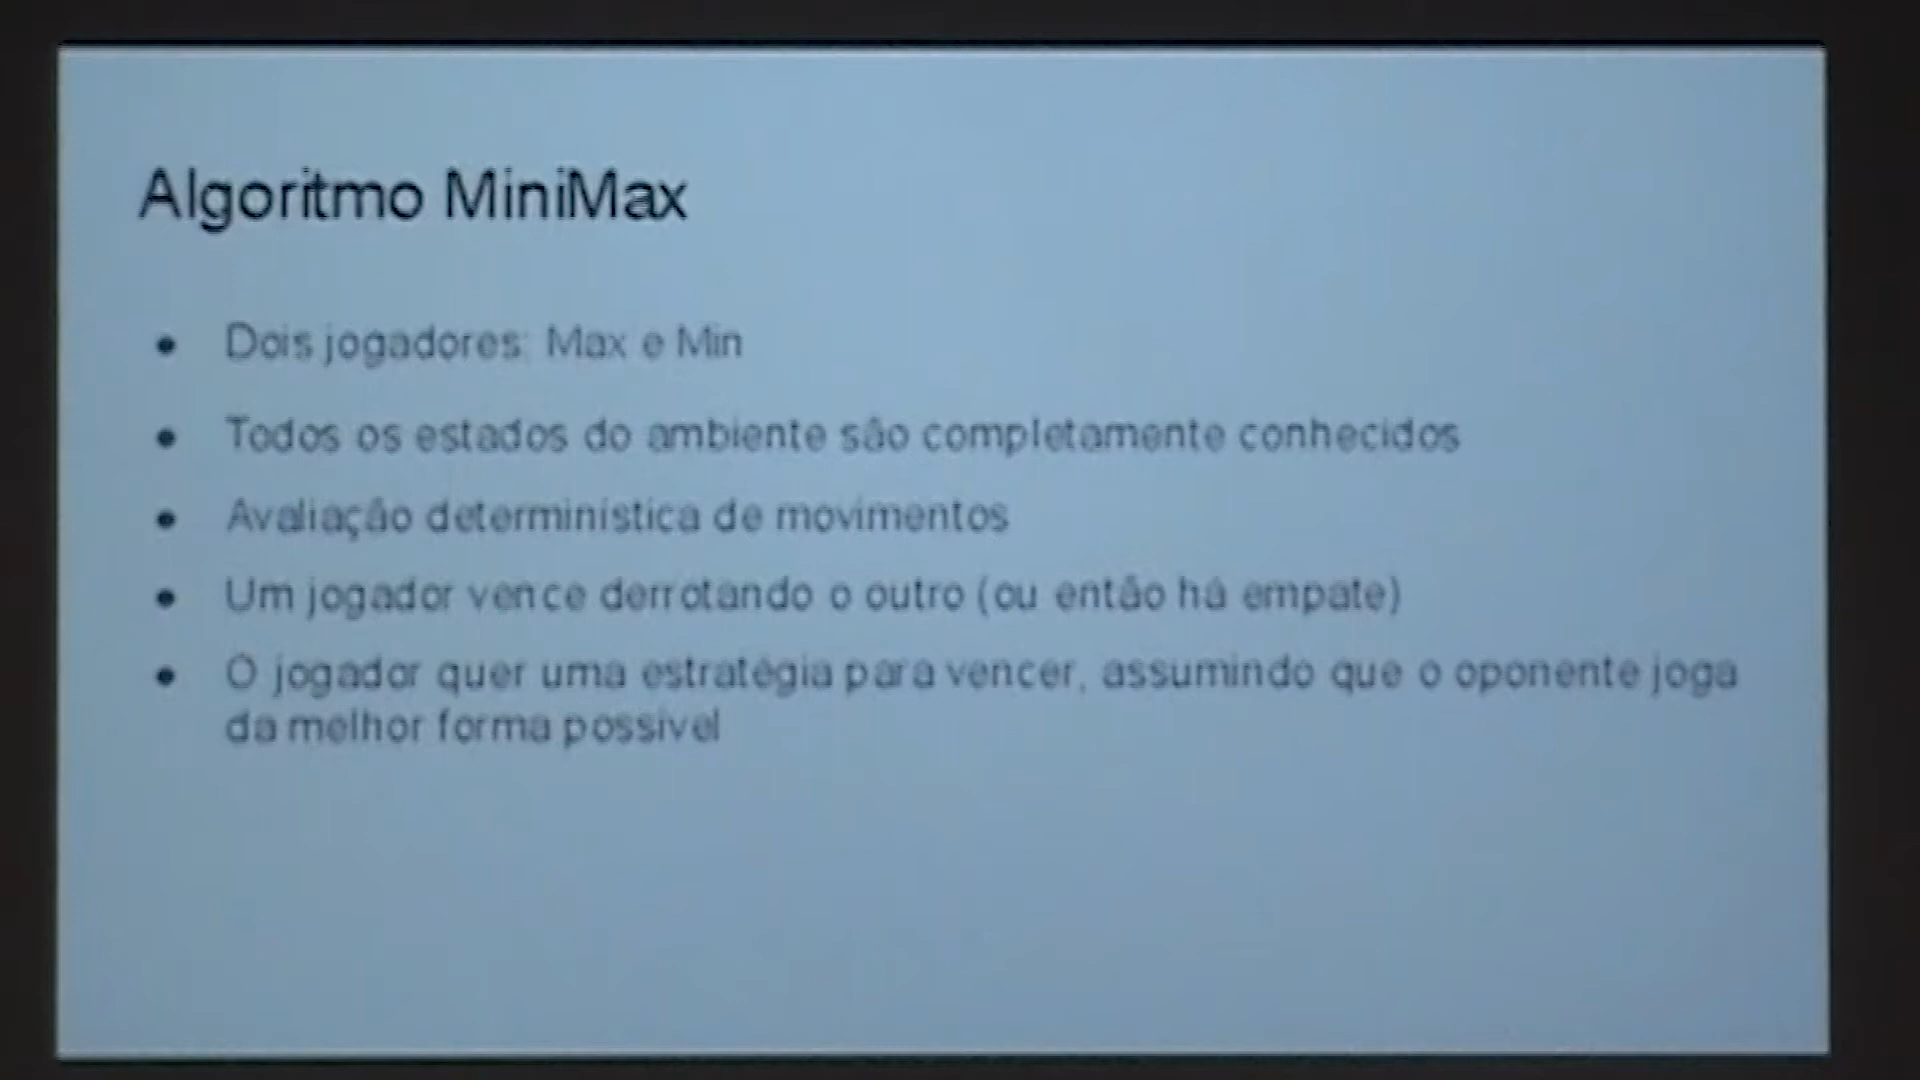 Algoritmo MiniMax
● Dois jogadores: Max e Min
● Todos os estados do ambiente são completamente conhecidos
● Avaliação determinística de movimentos
● Um jogador vence derrotando o outro (ou então há empate)
● O jogador quer uma estratégia para vencer, assumindo que o oponente joga
da melhor forma possível